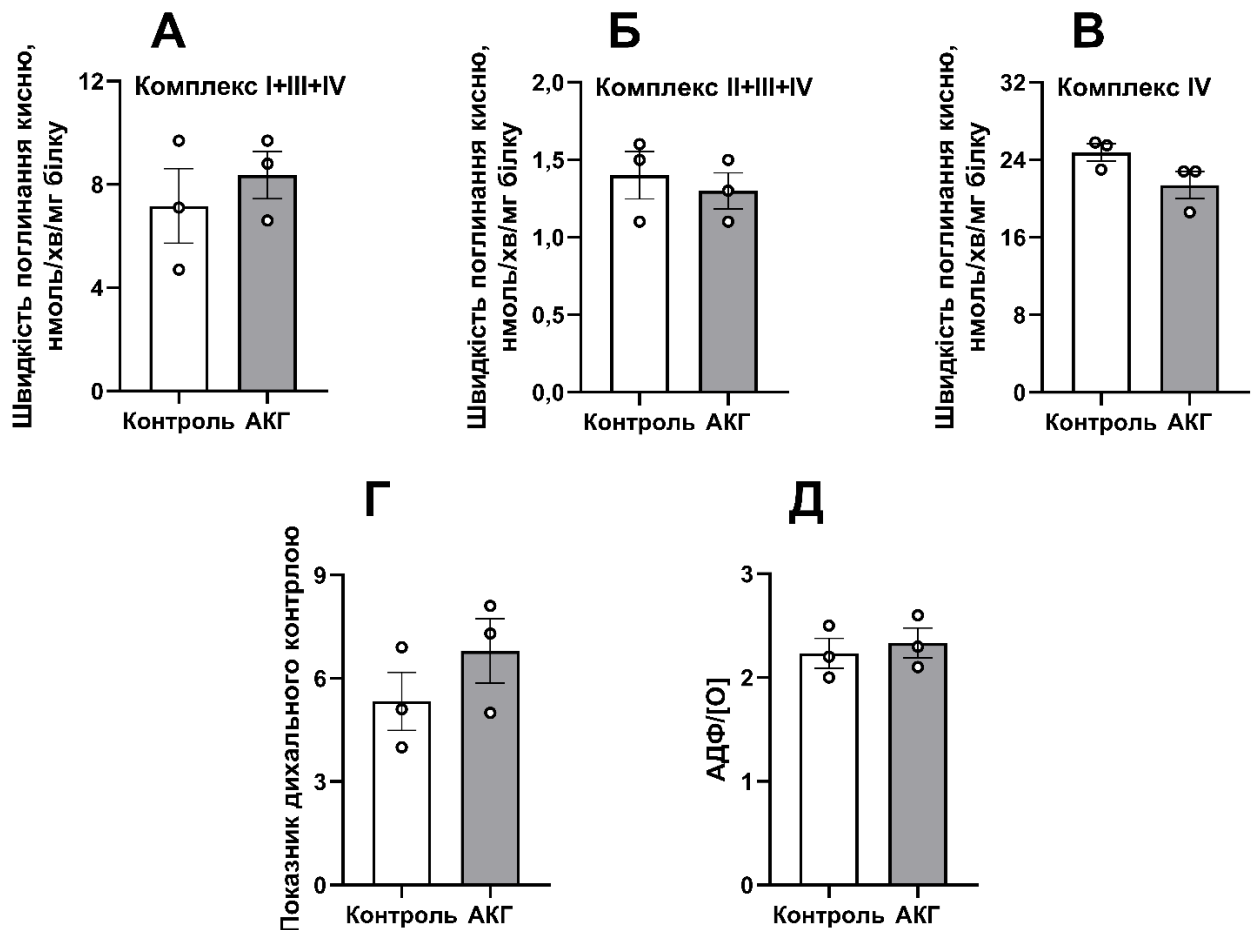 А
Швидкість поглинання кисню,
нмоль/хв/мг білку
Комплекс I+III+IV
12
8
4
0
Контроль АКГ
Б
Швидкість поглинання кисню,
нмоль/хв/мг білку
Комплекс II+III+IV
2,0
1,5
1,0
0,5
0,0
Контроль АКГ
В
Швидкість поглинання кисню,
нмоль/хв/мг білку
Комплекс IV
32
24
16
8
0
Контроль АКГ
Г
Показник дихального контрлою
9
6
3
0
Контроль АКГ
Д
АДФ/[О]
3
2
1
0
Контроль АКГ